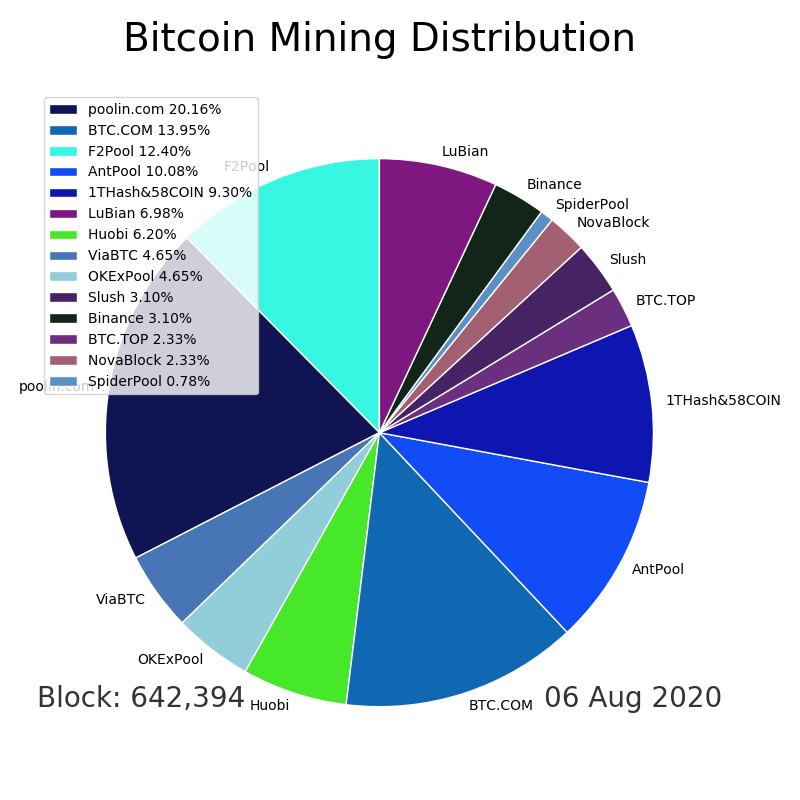 Bitcoin Mining Distribution
poolin.com 20.16%
BTC.COM 13.95%
F2Pool 12.40%
AntPool 10.08%
1THash&58COIN 9.30%
LuBian 6.98%
Huobi 6.20%
ViaBTC 4.65%
OKExPool 4.65%
Slush 3.10%
Binance 3.10%
BTC.TOP 2.33%
NovaBlock 2.33%
SpiderPool 0.78%
F2Pool
LuBian
Binance
SpiderPool
NovaBlock
Slush
BTC.TOP
1THash&58COIN
AntPool
BTC.COM
Huobi
OKExPool
ViaBTC
poolin.com
Block: 642,394
06 Aug 2020